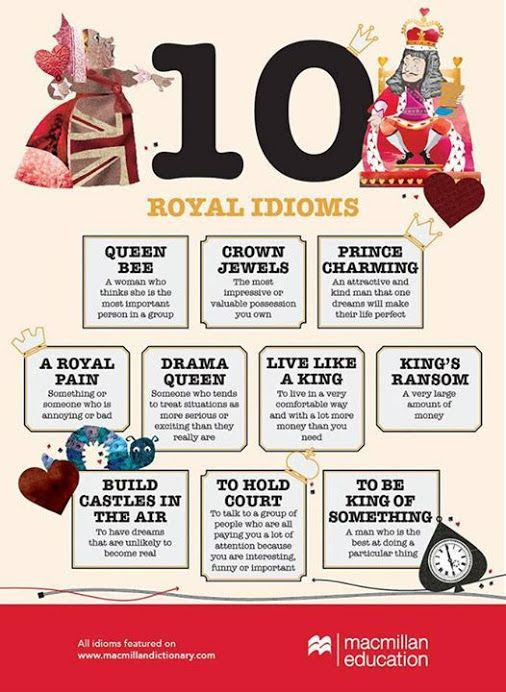 10
ROYAL IDIOMS
QUEEN
BEE
A woman who
thinks she is the
most important
person in a group
CROWN
JEWELS
The most
impressive or
valuable possession
you own
PRINCE
CHARMING
An attractive and
kind man that one
dreams will make
their life perfect
A ROYAL
PAIN
Something or
someone who is
annoying or bad
DRAMA
QUEEN
Someone who tends
to treat situations as
more serious or
exciting than they
really are
LIVE LIKE
A KING
To live in a very
comfortable way
and with a lot more
money than you
need
KING'S
RANSOM
A very large
amount of
money
BUILD
CASTLES IN
THE AIR
To have dreams
that are unlikely to
become real
TO HOLD
COURT
To talk to a group of
people who are all
paying you a lot of
attention because
you are interesting,
funny or important
TO BE
KING OF
SOMETHING
A man who is the
best at doing a
particular thing
All idioms featured on
www.macmillandictionary.com
macmillan
education